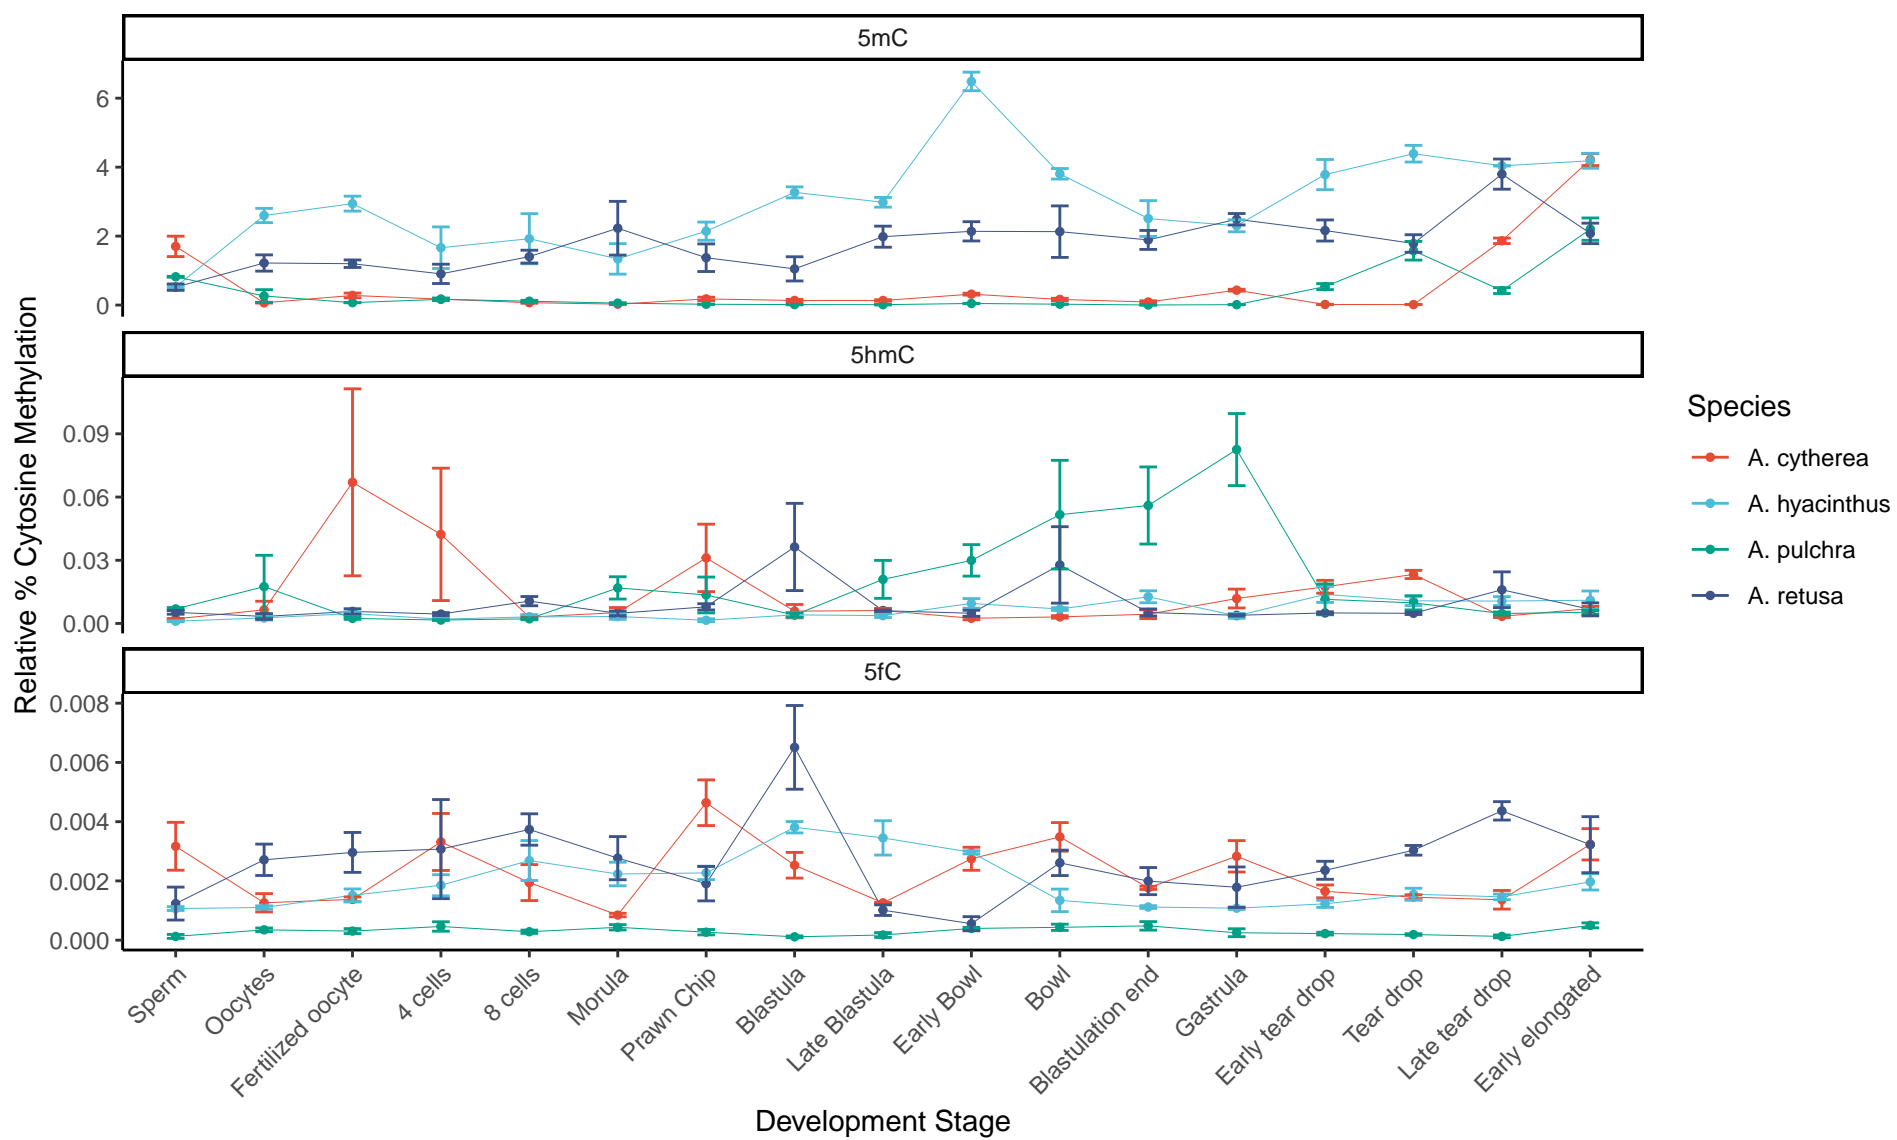 5mC
6
4
2
0
5hmC
0.09
0.06
0.03
0.00
5fC
0.008
0.006
0.004
0.002
0.000
Relative % Cytosine Methylation
Sperm
Oocytes
Fertilized oocyte
4 cells
8 cells
Morula
Prawn Chip
Blastula
Late Blastula
Early Bowl
Bowl
Blastulation end
Gastrula
Early tear drop
Tear drop
Late tear drop
Early elongated
Development Stage
Species
A. cytherea
A. hyacinthus
A. pulchra
A. retusa